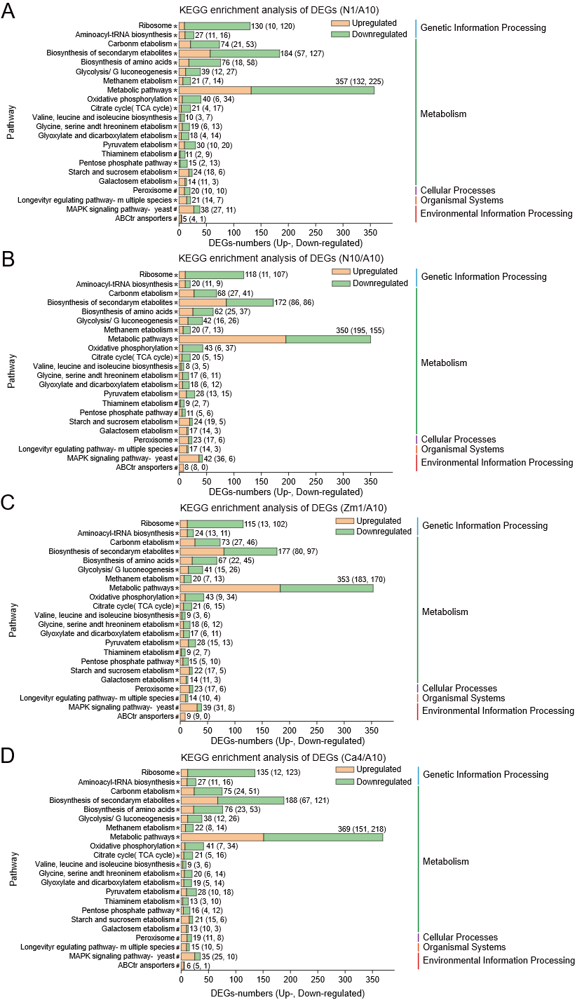 A
KEGG enrichment analysis of DEGs (N1/A10)
Upregulated
Downregulated
Pathway
Ribosome * 130 (10, 120)
Aminoacyl-tRNA biosynthesis * 27 (11, 16)
Carbonm etabolism * 74 (21, 53)
Biosynthesis of secondarym etabolites * 184 (57, 127)
Biosynthesis of amino acids * 76 (18, 58)
Glycolysis/ G luconeogenesis * 39 (12, 27)
Methanem etabolism * 21 (7, 14)
Metabolic pathways * 357 (132, 225)
Oxidative phosphorylation * 40 (6, 34)
Citrate cycle( TCA cycle) * 21 (4, 17)
Valine, leucine and isoleucine biosynthesis * 10 (3, 7)
Glycine, serine andt hreoninem etabolism * 19 (6, 13)
Glyoxylate and dicarboxylatem etabolism * 18 (4, 14)
Pyruvatem etabolism * 30 (10, 20)
Thiaminem etabolism # 11 (2, 9)
Pentose phosphate pathway * 15 (2, 13)
Starch and sucrosem etabolism * 24 (18, 6)
Galactosem etabolism * 14 (11, 3)
Peroxisome # 20 (10, 10)
Longevityr egulating pathway- m ultiple species * 21 (14, 7)
MAPK signaling pathway- yeast * 38 (27, 11)
ABCtr ansporters # 5 (4, 1)
Genetic Information Processing
Metabolism
Cellular Processes
Organismal Systems
Environmental Information Processing
0 50 100 150 200 250 300 350
DEGs-numbers (Up-, Down-regulated)
B
KEGG enrichment analysis of DEGs (N10/A10)
Upregulated
Downregulated
Pathway
Ribosome * 118 (11, 107)
Aminoacyl-tRNA biosynthesis * 20 (11, 9)
Carbonm etabolism * 68 (27, 41)
Biosynthesis of secondarym etabolites * 172 (86, 86)
Biosynthesis of amino acids * 62 (25, 37)
Glycolysis/ G luconeogenesis * 42 (16, 26)
Methanem etabolism * 20 (7, 13)
Metabolic pathways * 350 (195, 155)
Oxidative phosphorylation * 43 (6, 37)
Citrate cycle( TCA cycle) * 20 (5, 15)
Valine, leucine and isoleucine biosynthesis * 8 (3, 5)
Glycine, serine andt hreoninem etabolism * 17 (6, 11)
Glyoxylate and dicarboxylatem etabolism * 18 (6, 12)
Pyruvatem etabolism * 28 (13, 15)
Thiaminem etabolism # 9 (2, 7)
Pentose phosphate pathway # 11 (5, 6)
Starch and sucrosem etabolism * 24 (19, 5)
Galactosem etabolism * 17 (14, 3)
Peroxisome * 23 (17, 6)
Longevityr egulating pathway- m ultiple species # 17 (14, 3)
MAPK signaling pathway- yeast # 42 (36, 6)
ABCtr ansporters # 8 (8, 0)
Genetic Information Processing
Metabolism
Cellular Processes
Organismal Systems
Environmental Information Processing
0 50 100 150 200 250 300 350
DEGs-numbers (Up-, Down-regulated)
C
KEGG enrichment analysis of DEGs (Zm1/A10)
Upregulated
Downregulated
Pathway
Ribosome * 115 (13, 102)
Aminoacyl-tRNA biosynthesis * 24 (13, 11)
Carbonm etabolism * 73 (27, 46)
Biosynthesis of secondarym etabolites * 177 (80, 97)
Biosynthesis of amino acids * 67 (22, 45)
Glycolysis/ G luconeogenesis * 41 (15, 26)
Methanem etabolism * 20 (7, 13)
Metabolic pathways * 353 (183, 170)
Oxidative phosphorylation * 43 (9, 34)
Citrate cycle( TCA cycle) * 21 (6, 15)
Valine, leucine and isoleucine biosynthesis * 9 (3, 6)
Glycine, serine andt hreoninem etabolism * 18 (6, 12)
Glyoxylate and dicarboxylatem etabolism * 17 (6, 11)
Pyruvatem etabolism * 28 (15, 13)
Thiaminem etabolism # 9 (2, 7)
Pentose phosphate pathway * 15 (5, 10)
Starch and sucrosem etabolism * 22 (17, 5)
Galactosem etabolism * 14 (11, 3)
Peroxisome * 23 (17, 6)
Longevityr egulating pathway- m ultiple species # 14 (10, 4)
MAPK signaling pathway- yeast # 39 (31, 8)
ABCtr ansporters # 9 (9, 0)
Genetic Information Processing
Metabolism
Cellular Processes
Organismal Systems
Environmental Information Processing
0 50 100 150 200 250 300 350
DEGs-numbers (Up-, Down-regulated)
D
KEGG enrichment analysis of DEGs (Ca4/A10)
Upregulated
Downregulated
Pathway
Ribosome * 135 (12, 123)
Aminoacyl-tRNA biosynthesis * 27 (11, 16)
Carbonm etabolism * 75 (24, 51)
Biosynthesis of secondarym etabolites * 188 (67, 121)
Biosynthesis of amino acids * 76 (23, 53)
Glycolysis/ G luconeogenesis * 38 (12, 26)
Methanem etabolism * 22 (8, 14)
Metabolic pathways * 369 (151, 218)
Oxidative phosphorylation * 41 (7, 34)
Citrate cycle( TCA cycle) * 21 (5, 16)
Valine, leucine and isoleucine biosynthesis * 9 (3, 6)
Glycine, serine andt hreoninem etabolism * 20 (6, 14)
Glyoxylate and dicarboxylatem etabolism * 19 (5, 14)
Pyruvatem etabolism # 28 (10, 18)
Thiaminem etabolism * 13 (3, 10)
Pentose phosphate pathway * 16 (4, 12)
Starch and sucrosem etabolism # 21 (15, 6)
Galactosem etabolism # 13 (10, 3)
Peroxisome # 19 (11, 8)
Longevityr egulating pathway- m ultiple species # 15 (10, 5)
MAPK signaling pathway- yeast # 35 (25, 10)
ABCtr ansporters # 6 (5, 1)
Genetic Information Processing
Metabolism
Cellular Processes
Organismal Systems
Environmental Information Processing
0 50 100 150 200 250 300 350
DEGs-numbers (Up-, Down-regulated)